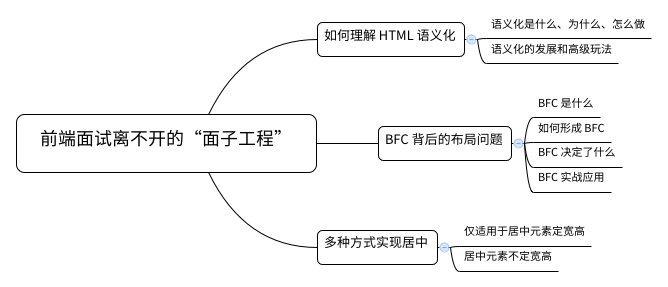 前端面试离不开的“面子工程”
如何理解 HTML 语义化
语义化是什么、为什么、怎么做
语义化的发展和高级玩法
BFC 背后的布局问题
BFC 是什么
如何形成 BFC
BFC 决定了什么
BFC 实战应用
多种方式实现居中
仅适用于居中元素定宽高
居中元素不定宽高